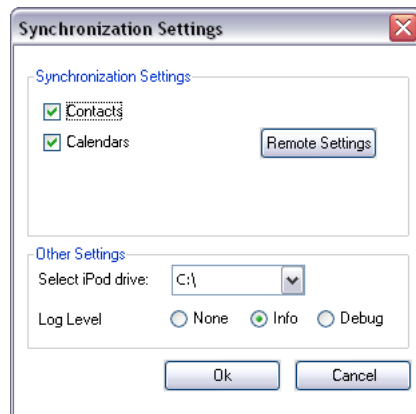 Synchronization Settings
Synchronization Settings
Contacts
Calendars Remote Settings
Other Settings
Select iPod drive: C:\
Log Level None Info Debug
Ok Cancel